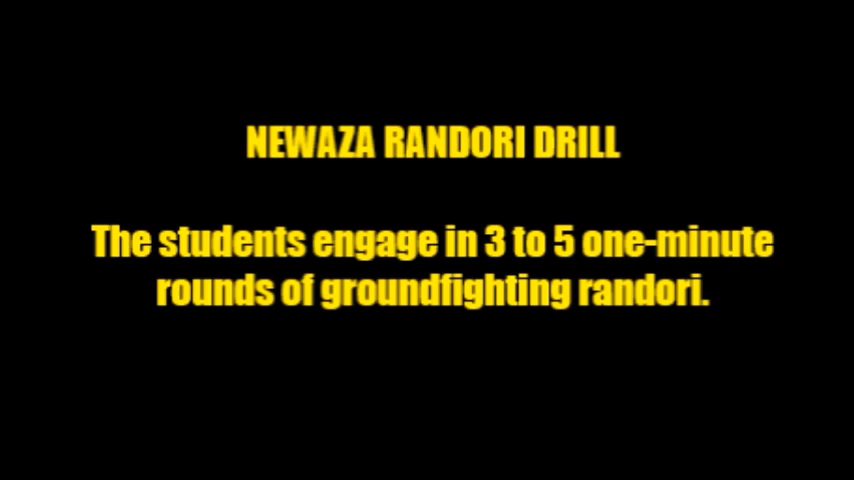 NEWAZA RANDORI DRILL
The students engage in 3 to 5 one-minute
rounds of groundfighting randori.